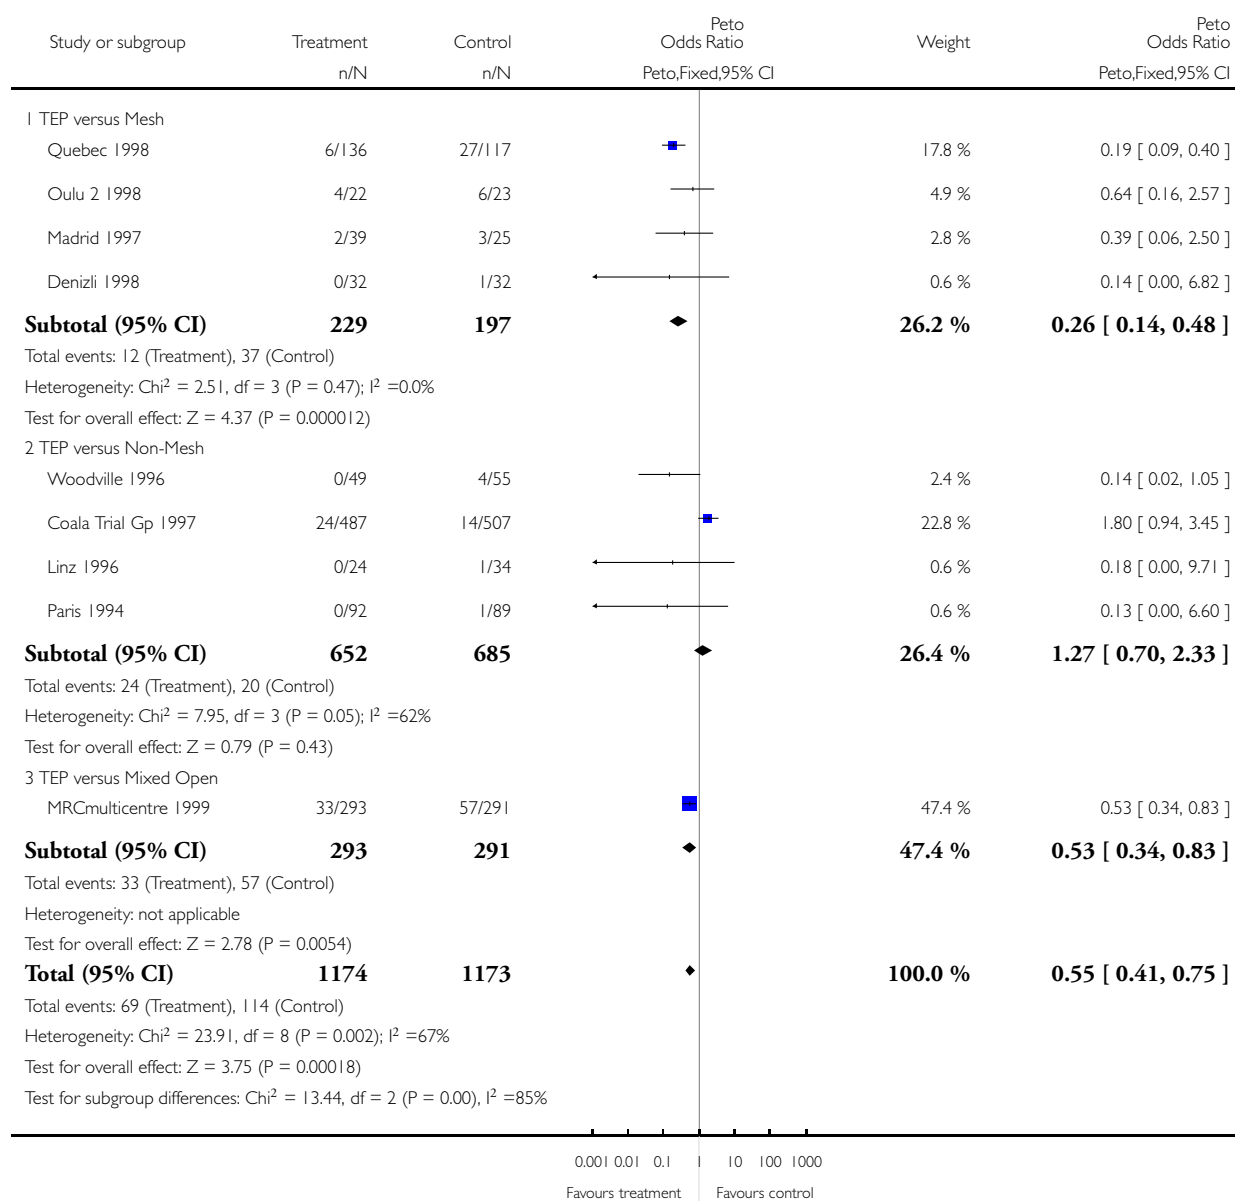 Peto Peto
Study or subgroup Treatment Control Odds Ratio Weight Odds Ratio
n/N n/N Peto,Fixed,95% CI Peto,Fixed,95% CI
1 TEP versus Mesh
Quebec 1998 6/136 27/117 17.8 % 0.19 [ 0.09, 0.40 ]
Oulu 2 1998 4/22 6/23 4.9 % 0.64 [ 0.16, 2.57 ]
Madrid 1997 2/39 3/25 2.8 % 0.39 [ 0.06, 2.50 ]
Denizli 1998 0/32 1/32 0.6 % 0.14 [ 0.00, 6.82 ]
Subtotal (95% CI) 229 197 26.2 % 0.26 [ 0.14, 0.48 ]
Total events: 12 (Treatment), 37 (Control)
Heterogeneity: Chi² = 2.51, df = 3 (P = 0.47); I² =0.0%
Test for overall effect: Z = 4.37 (P = 0.000012)
2 TEP versus Non-Mesh
Woodville 1996 0/49 4/55 2.4 % 0.14 [ 0.02, 1.05 ]
Coala Trial Gp 1997 24/487 14/507 22.8 % 1.80 [ 0.94, 3.45 ]
Linz 1996 0/24 1/34 0.6 % 0.18 [ 0.00, 9.71 ]
Paris 1994 0/92 1/89 0.6 % 0.13 [ 0.00, 6.60 ]
Subtotal (95% CI) 652 685 26.4 % 1.27 [ 0.70, 2.33 ]
Total events: 24 (Treatment), 20 (Control)
Heterogeneity: Chi² = 7.95, df = 3 (P = 0.05); I² =62%
Test for overall effect: Z = 0.79 (P = 0.43)
3 TEP versus Mixed Open
MRCmulticentre 1999 33/293 57/291 47.4 % 0.53 [ 0.34, 0.83 ]
Subtotal (95% CI) 293 291 47.4 % 0.53 [ 0.34, 0.83 ]
Total events: 33 (Treatment), 57 (Control)
Heterogeneity: not applicable
Test for overall effect: Z = 2.78 (P = 0.0054)
Total (95% CI) 1174 1173 100.0 % 0.55 [ 0.41, 0.75 ]
Total events: 69 (Treatment), 114 (Control)
Heterogeneity: Chi² = 23.91, df = 8 (P = 0.002); I² =67%
Test for overall effect: Z = 3.75 (P = 0.00018)
Test for subgroup differences: Chi² = 13.44, df = 2 (P = 0.00), I² =85%
0.001 0.01 0.1 1 10 100 1000
Favours treatment Favours control